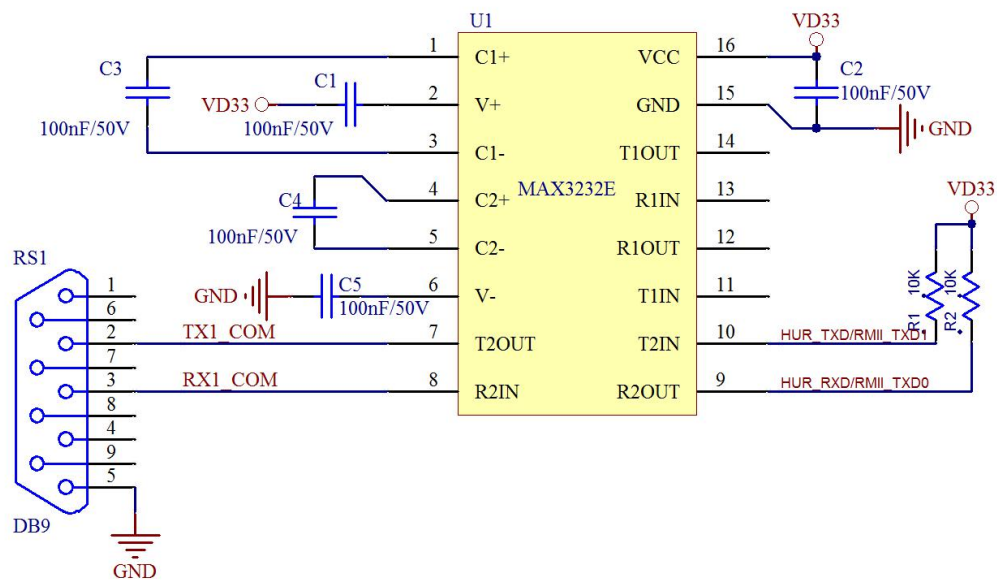 U1
VD33
1
C1+
VCC
16
C3
C1
C2
VD33
2
V+
GND
15
100nF/50V
100nF/50V
100nF/50V
GND
3
C1-
T1OUT
14
4
C2+
MAX3232E
R1IN
13
VD33
C4
100nF/50V
5
C2-
R1OUT
12
RS1
10K
10K
GND
C5
6
V-
T1IN
11
100nF/50V
R1
R2
1
6
TX1_COM
7
T2OUT
T2IN
10
HUR_TXD/RMII_TXD1
2
7
RX1_COM
8
R2IN
R2OUT
9
HUR_RXD/RMII_TXD0
3
8
4
9
5
DB9
GND